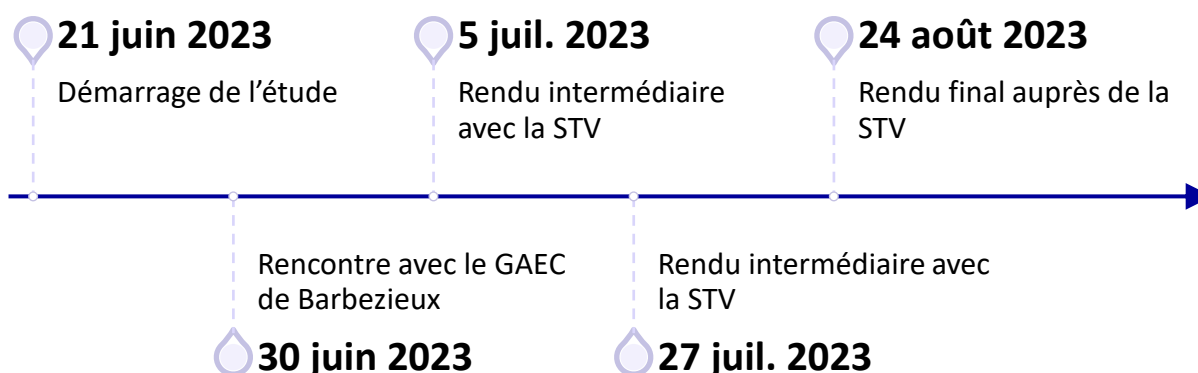 21 juin 2023
Démarrage de l’étude
5 juil. 2023
Rendu intermédiaire
avec la STV
24 août 2023
Rendu final auprès de la
STV
Rencontre avec le GAEC
de Barbezieux
30 juin 2023
Rendu intermédiaire avec
la STV
27 juil. 2023